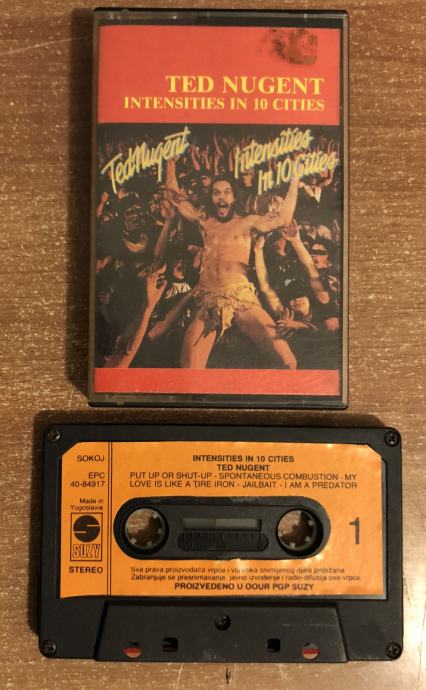 TED NUGENT
INTENSITIES IN 10 CITIES
Ted Nugent
Intensities
In 10 Cities
SOKOJ
EPC
40-84917
Made in
Yugoslavia
SUZY
STEREO
INTENSITIES IN 10 CITIES
TED NUGENT
PUT UP OR SHUT-UP - SPONTANEOUS COMBUSTION - MY
LOVE IS LIKE A TIRE IRON - JAILBAIT - I AM A PREDATOR
1
Sva prava proizvođača vrpce i vlasnika snimljenog djela pridržana.
Zabranjuje se presnimavanje, javno izvođenje i radio-difuzija ove vrpce.
PROIZVEDENO U OOUR PGP SUZY